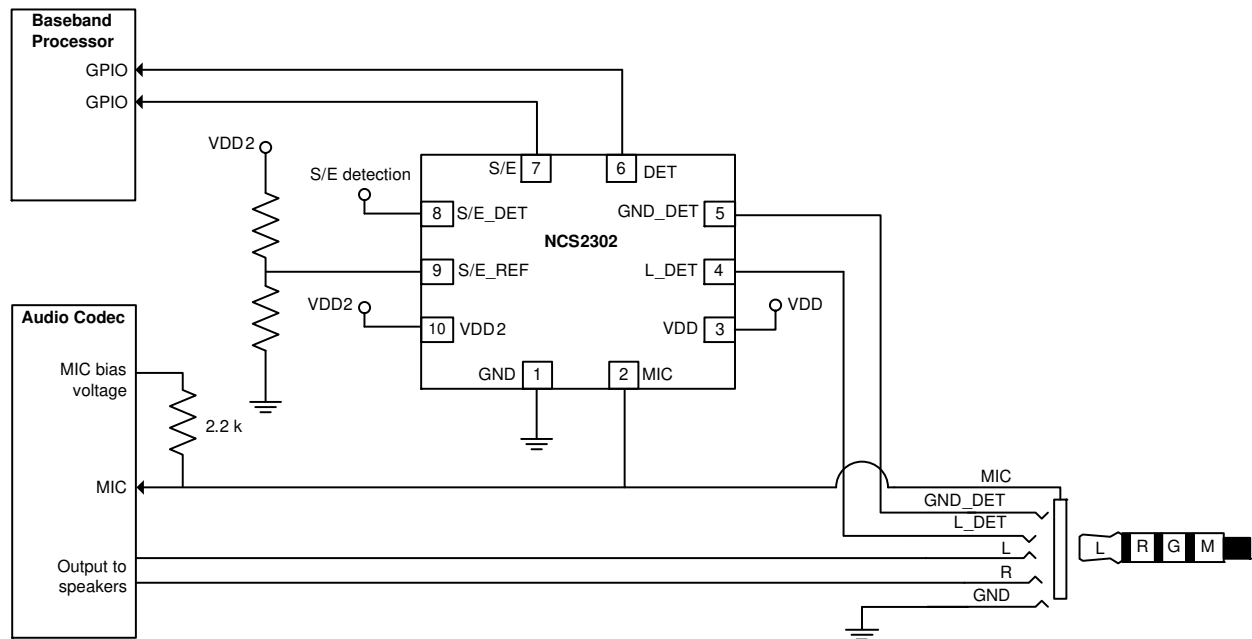 Baseband
Processor
GPIO
GPIO
VDD2
S/E detection
S/E 7
6 DET
8 S/E_DET
GND_DET 5
NCS2302
9 S/E_REF
L_DET 4
VDD2
VDD
10 VDD2
VDD 3
GND 1
2 MIC
Audio Codec
MIC bias
voltage
2.2 k
MIC
MIC
GND_DET
L_DET
L
R
GND
L R G M
Output to
speakers